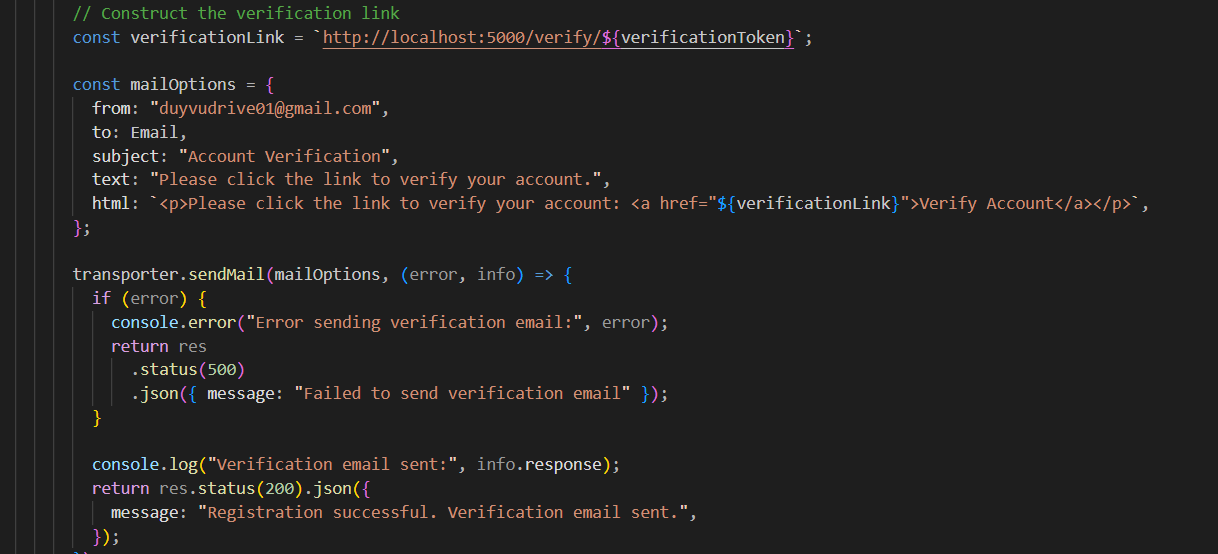 // Construct the verification link
const verificationLink = `http://localhost:5000/verify/${verificationToken}`;
const mailOptions = {
from: "duyvudrive01@gmail.com",
to: Email,
subject: "Account Verification",
text: "Please click the link to verify your account.",
html: `<p>Please click the link to verify your account: <a href="${verificationLink}">Verify Account</a></p>`,
};
transporter.sendMail(mailOptions, (error, info) => {
if (error) {
console.error("Error sending verification email:", error);
return res
.status(500)
.json({ message: "Failed to send verification email" });
}
console.log("Verification email sent:", info.response);
return res.status(200).json({
message: "Registration successful. Verification email sent.",
});